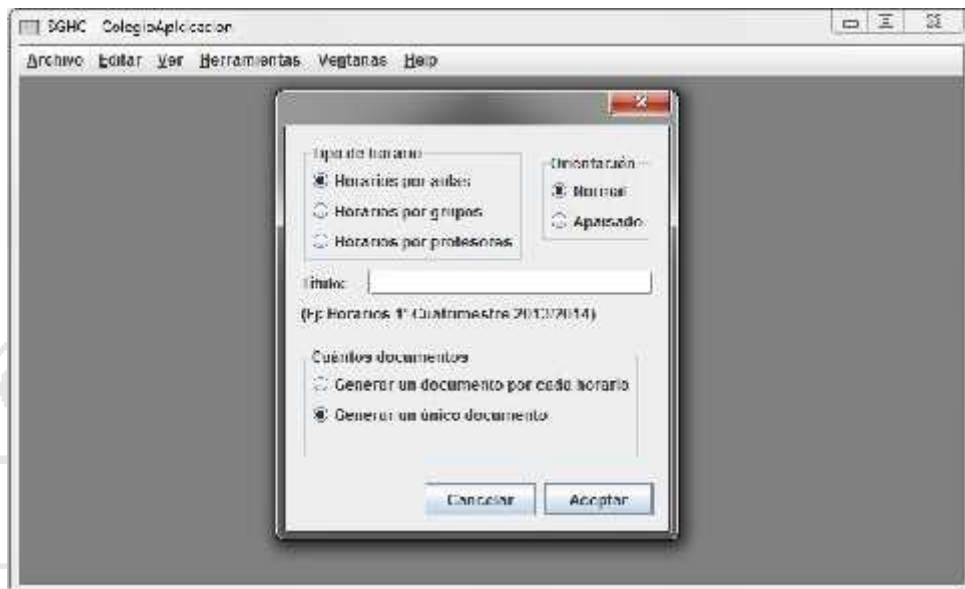 SGHC ColegioAplicacion
Archivo Editar Ver Herramientas Ventanas Help
Tipo de horario
Horarios por aulas
Horarios por grupos
Horarios por profesores
Orientación
Normal
Apaisado
Título:
(Ej: Horarios 1º Cuatrimestre 2013/2014)
Cuántos documentos
Generar un documento por cada horario
Generar un único documento
Cancelar Aceptar